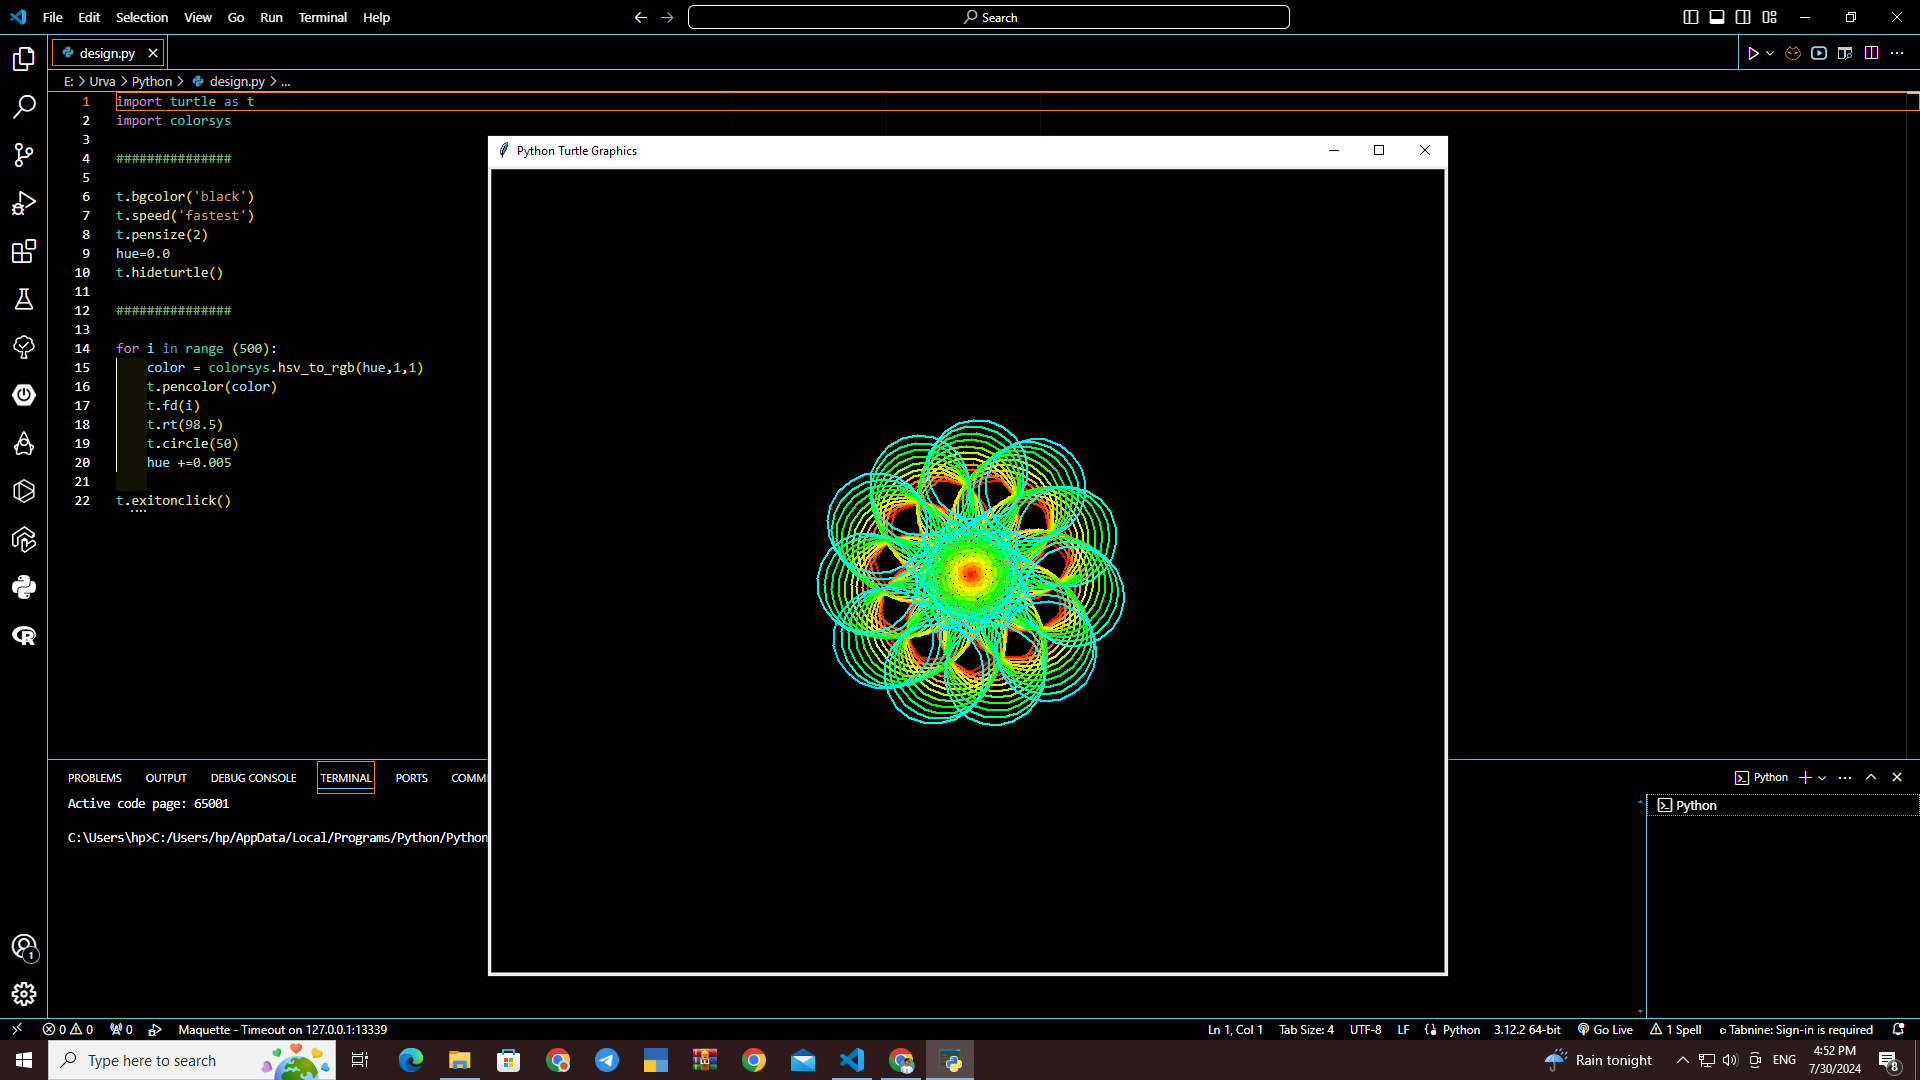 File Edit Selection View Go Run Terminal Help
Search
design.py
E: > Urva > Python > design.py > ...
1 import turtle as t
2 import colorsys
3
4 ###############
5
6 t.bgcolor('black')
7 t.speed('fastest')
8 t.pensize(2)
9 hue=0.0
10 t.hideturtle()
11
12 ###############
13
14 for i in range (500):
15 color = colorsys.hsv_to_rgb(hue,1,1)
16 t.pencolor(color)
17 t.fd(i)
18 t.rt(98.5)
19 t.circle(50)
20 hue +=0.005
21
22 t.exitonclick()
Python Turtle Graphics
PROBLEMS OUTPUT DEBUG CONSOLE TERMINAL PORTS COMM
Python
Active code page: 65001
C:\Users\hp>C:/Users/hp/AppData/Local/Programs/Python/Python
Python
1
0 0 0 Maquette - Timeout on 127.0.0.1:13339
Ln 1, Col 1 Tab Size: 4 UTF-8 LF Python 3.12.2 64-bit Go Live 1 Spell Tabnine: Sign-in is required
Type here to search
Rain tonight
ENG
4:52 PM
7/30/2024
8